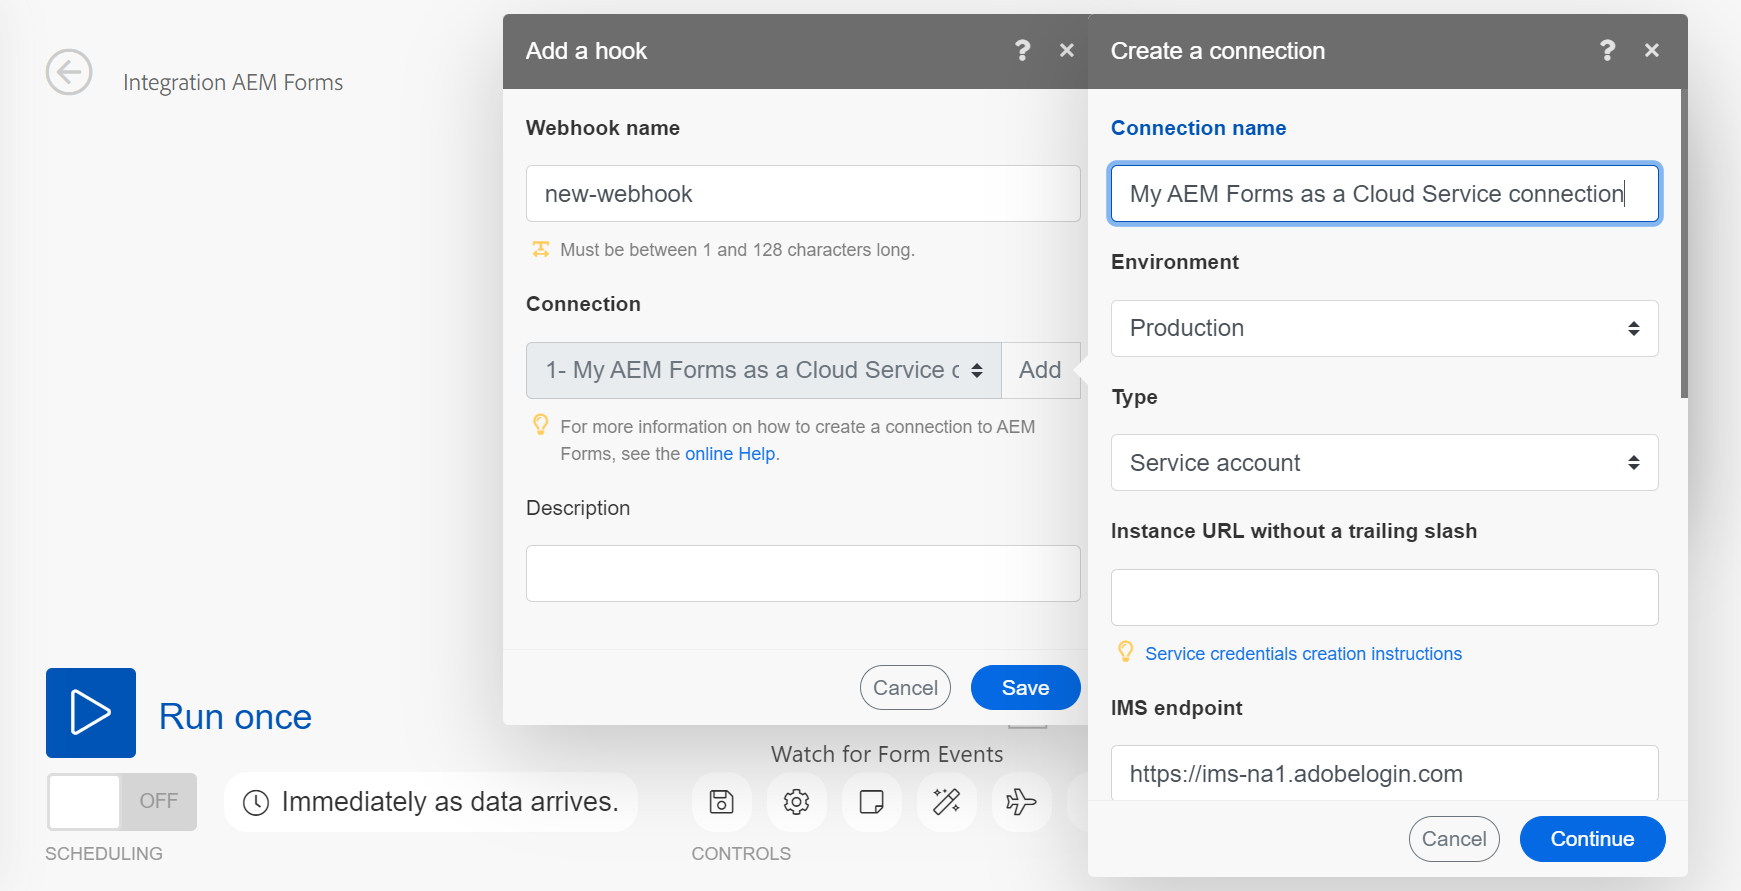 Integration AEM Forms
Add a hook
?
×
Webhook name
new-webhook
Must be between 1 and 128 characters long.
Connection
1- My AEM Forms as a Cloud Service c
Add
For more information on how to create a connection to AEM
Forms, see the online Help.
Description
Cancel
Save
Create a connection
?
×
Connection name
My AEM Forms as a Cloud Service connection
Environment
Production
Type
Service account
Instance URL without a trailing slash
Service credentials creation instructions
IMS endpoint
https://ims-na1.adobelogin.com
Cancel
Continue
Run once
Watch for Form Events
OFF
Immediately as data arrives.
SCHEDULING
CONTROLS